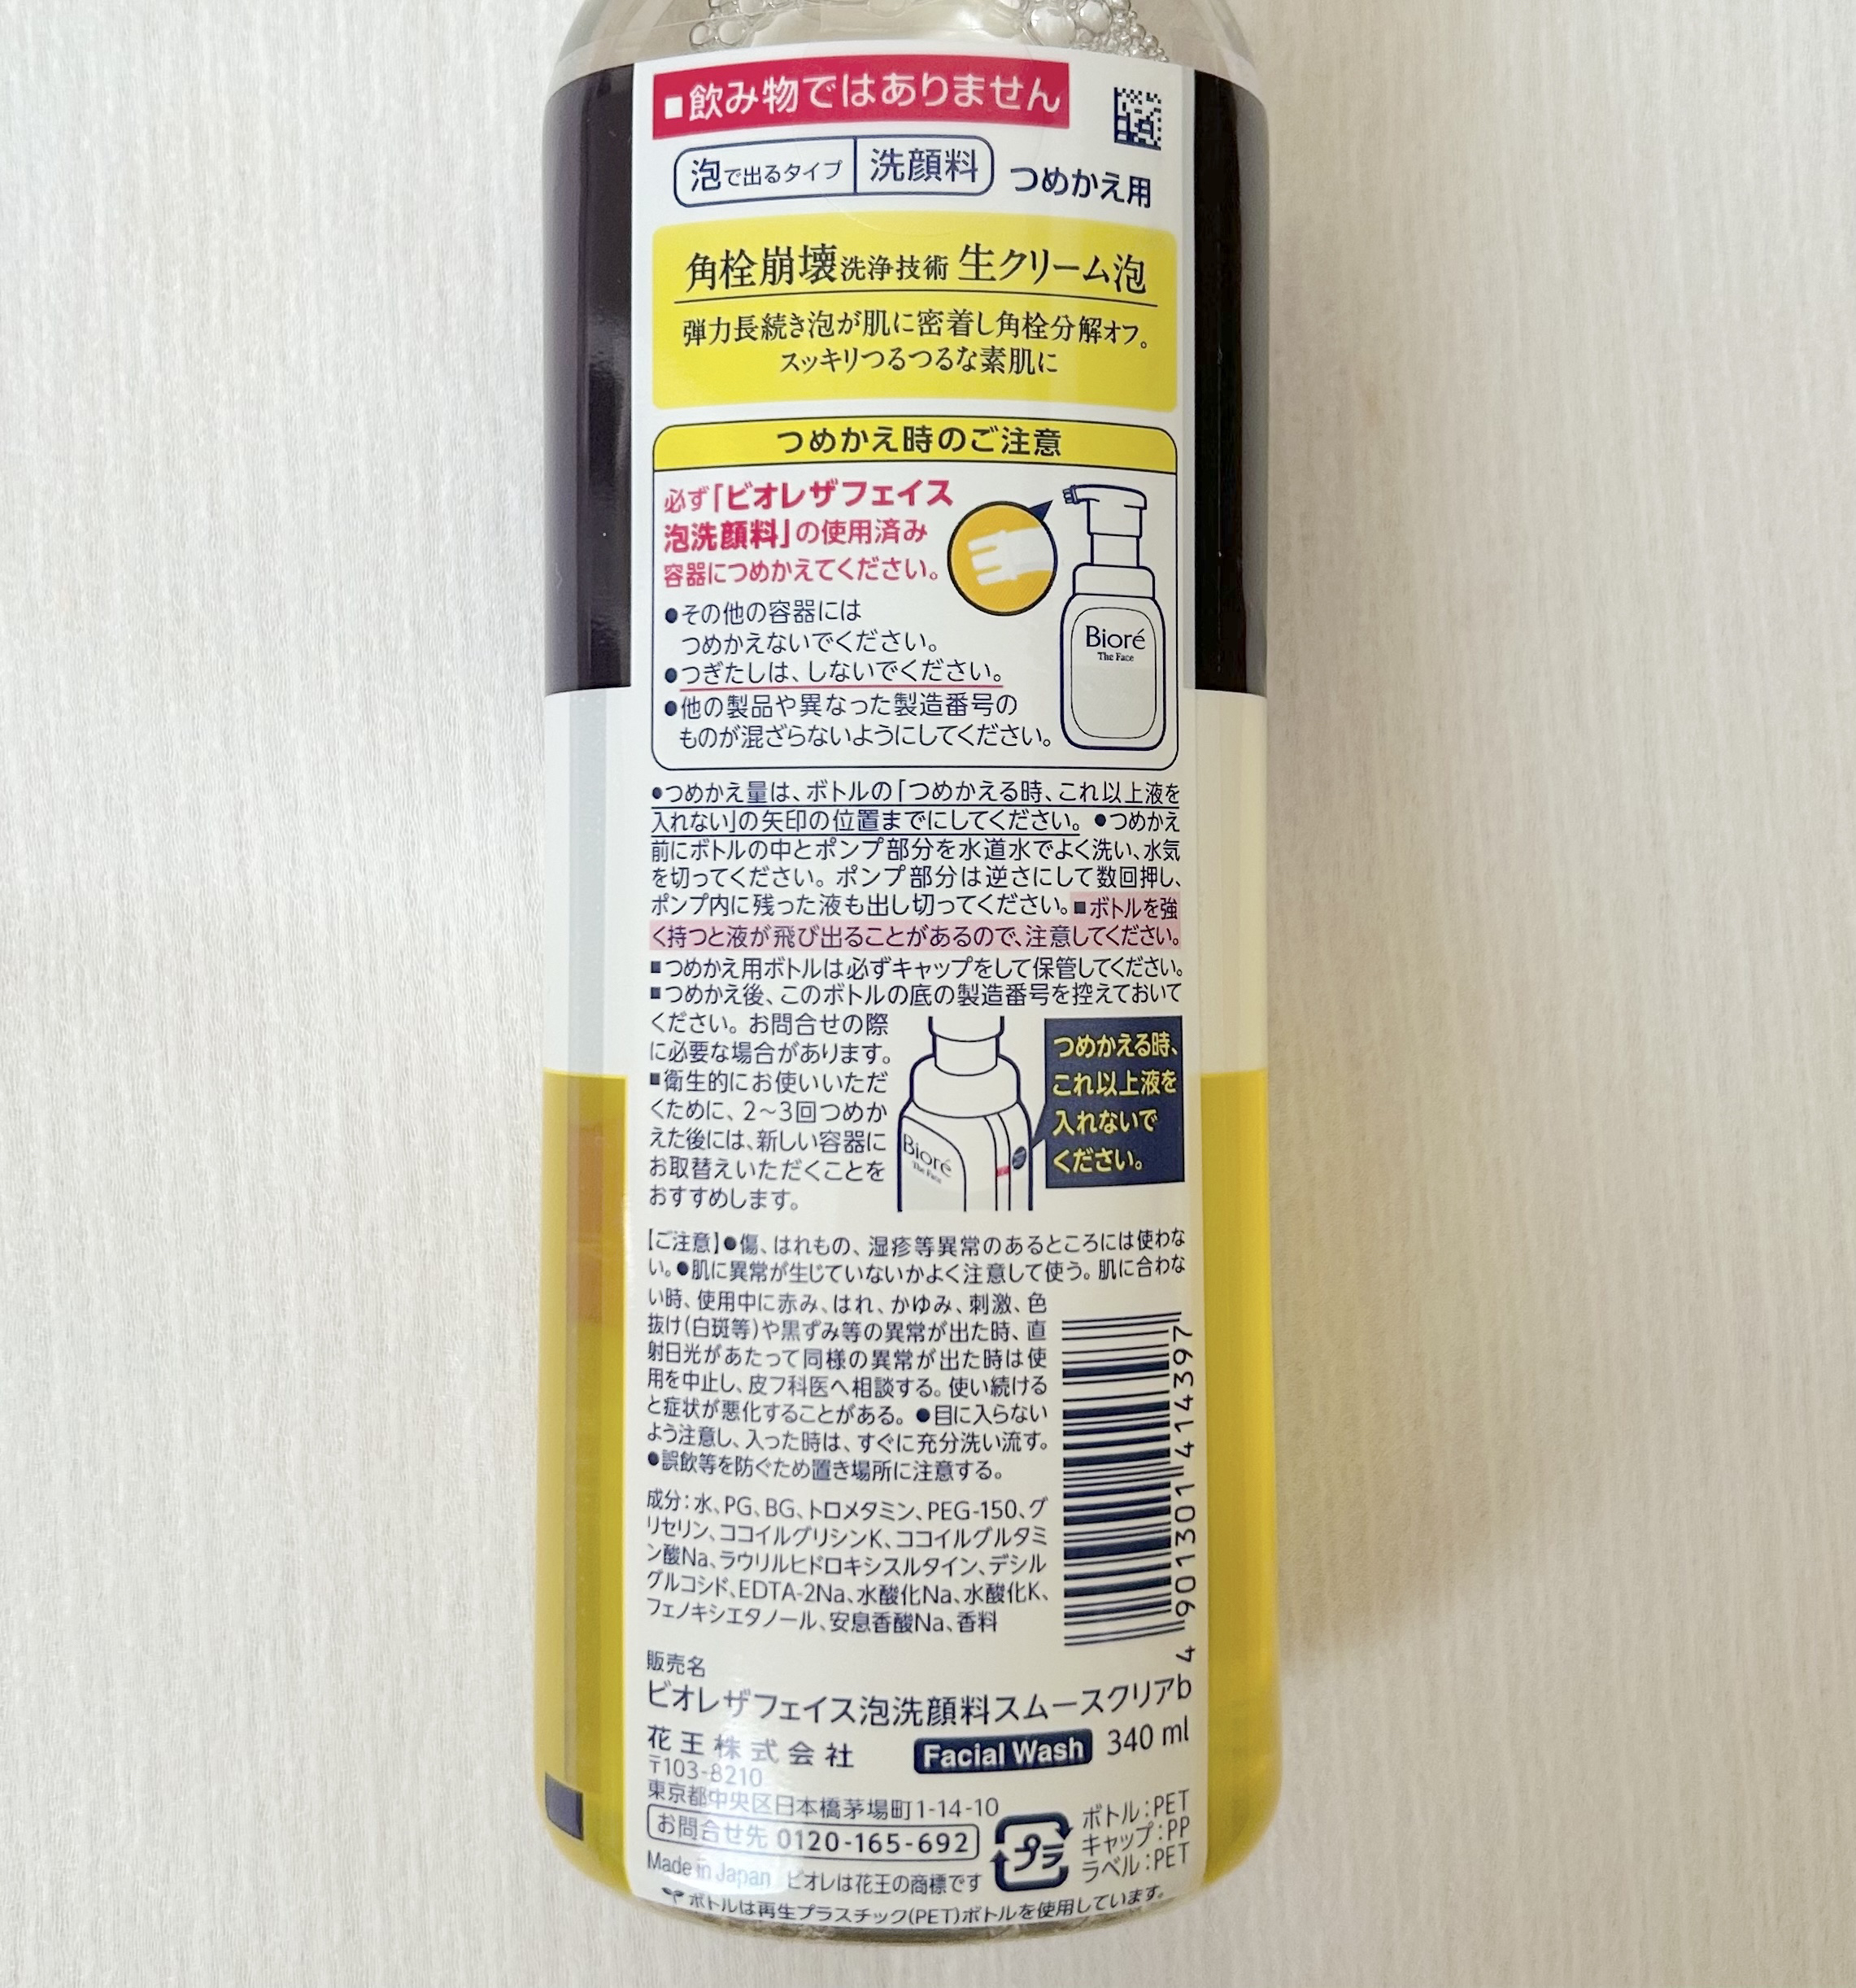 ■飲み物ではありません
泡で出るタイプ 洗顔料 つめかえ用
角栓崩壊洗浄技術 生クリーム泡
弾力長続き泡が肌に密着し角栓分解オフ。
スッキリつるつるな素肌に
つめかえ時のご注意
必ず「ビオレザフェイス
泡洗顔料」の使用済み
容器につめかえてください。
●その他の容器には
つめかえないでください。
●つぎたしは、しないでください。
●他の製品や異なった製造番号の
ものが混ざらないようにしてください。
Bioré
The Face
●つめかえ量は、ボトルの「つめかえる時、これ以上液を
入れない」の矢印の位置までにしてください。●つめかえ
前にボトルの中とポンプ部分を水道水でよく洗い、水気
を切ってください。ポンプ部分は逆さにして数回押し、
ポンプ内に残った液も出し切ってください。■ボトルを強
く持つと液が飛び出ることがあるので、注意してください。
■つめかえ用ボトルは必ずキャップをして保管してください。
■つめかえ後、このボトルの底の製造番号を控えておいて
ください。お問合せの際
に必要な場合があります。
■衛生的にお使いいただ
くために、2～3回つめか
えた後には、新しい容器に
お取替えいただくことを
おすすめします。
Bioré
The Face
つめかえる時、
これ以上液を
入れないで
ください。
【ご注意】●傷、はれもの、湿疹等異常のあるところには使わな
い。●肌に異常が生じていないかよく注意して使う。肌に合わな
い時、使用中に赤み、はれ、かゆみ、刺激、色
抜け(白斑等)や黒ずみ等の異常が出た時、直
射日光があたって同様の異常が出た時は使
用を中止し、皮フ科医へ相談する。使い続ける
と症状が悪化することがある。●目に入らない
よう注意し、入った時は、すぐに充分洗い流す。
●誤飲等を防ぐため置き場所に注意する。
成分：水、PG、BG、トロメタミン、PEG-150、グ
リセリン、ココイルグリシンK、ココイルグルタミ
ン酸Na、ラウリルヒドロキシスルタイン、デシル
グルコシド、EDTA-2Na、水酸化Na、水酸化K、
フェノキシエタノール、安息香酸Na、香料
4 901301 414397
販売名
ビオレザフェイス泡洗顔料スムースクリアb
花王株式会社 Facial Wash 340 ml
〒103-8210
東京都中央区日本橋茅場町1-14-10
お問合せ先 0120-165-692
プラ
ボトル：PET
キャップ：PP
ラベル：PET
Made in Japan ビオレは花王の商標です
ボトルは再生プラスチック(PET)ボトルを使用しています。